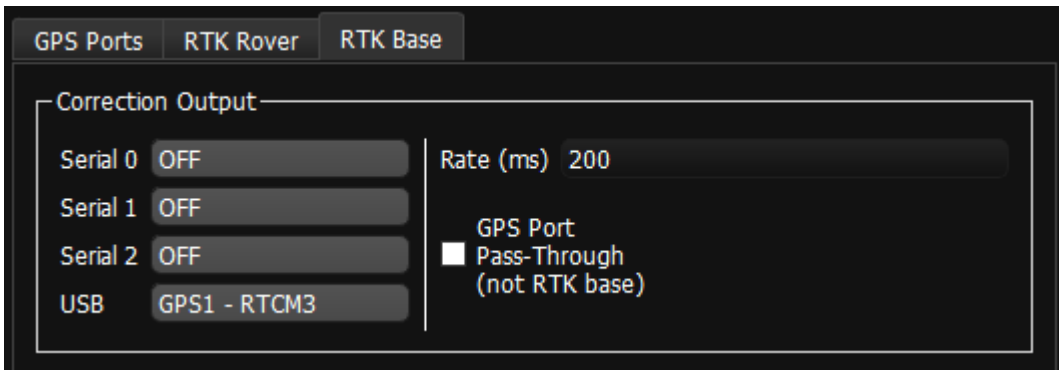 GPS Ports RTK Rover RTK Base
Correction Output
Serial 0 OFF
Serial 1 OFF
Serial 2 OFF
USB GPS1 - RTCM3
Rate (ms) 200
GPS Port
Pass-Through
(not RTK base)